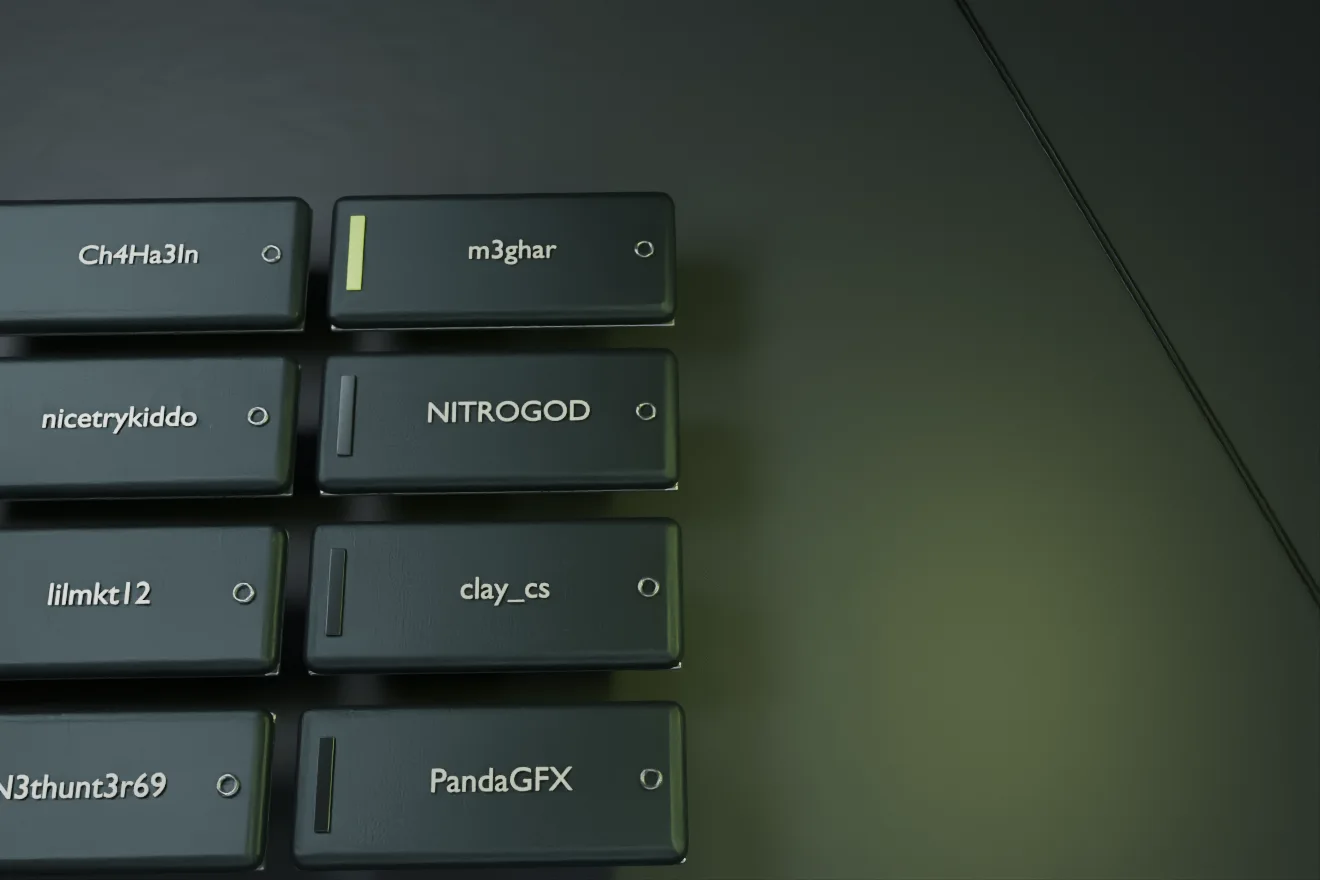 Ch4Ha3ln
m3ghar
nicetrykiddo
NITROGOD
lilmkt12
clay_cs
N3thunt3r69
PandaGFX